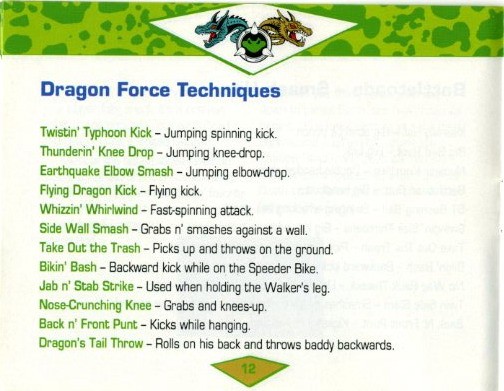 Dragon Force Techniques
Twistin' Typhoon Kick – Jumping spinning kick.
Thunderin' Knee Drop – Jumping knee-drop.
Earthquake Elbow Smash – Jumping elbow-drop.
Flying Dragon Kick – Flying kick.
Whizzin' Whirlwind – Fast-spinning attack.
Side Wall Smash – Grabs n' smashes against a wall.
Take Out the Trash – Picks up and throws on the ground.
Bikin' Bash – Backward kick while on the Speeder Bike.
Jab n' Stab Strike – Used when holding the Walker's leg.
Nose-Crunching Knee – Grabs and knees-up.
Back n' Front Punt – Kicks while hanging.
Dragon's Tail Throw – Rolls on his back and throws baddy backwards.
12